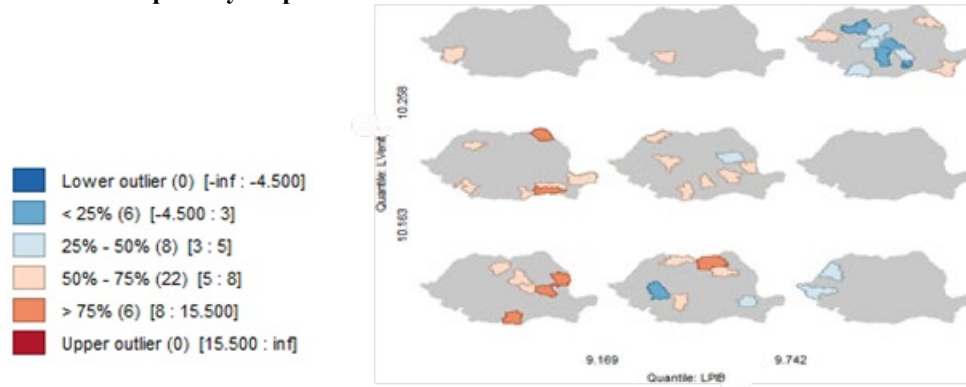 Lower outlier (0) [-inf : -4.500]
< 25% (6) [-4.500 : 3]
25% - 50% (8) [3 : 5]
50% - 75% (22) [5 : 8]
> 75% (6) [8 : 15.500]
Upper outlier (0) [15.500 : inf]
Quantile: LVenit
10.258
10.163
9.169
9.742
Quantile: LPIB